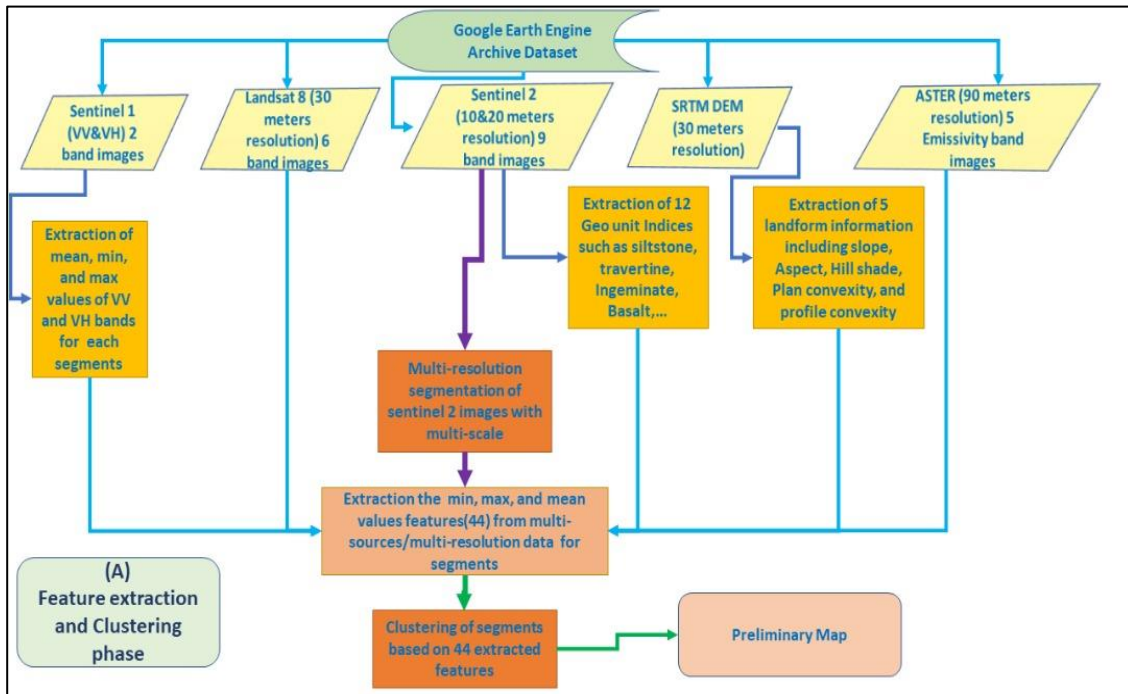 Google Earth Engine
Archive Dataset
Sentinel 1
(VV&VH) 2
band images
Landsat 8 (30
meters
resolution) 6
band images
Sentinel 2
(10&20 meters
resolution) 9
band images
SRTM DEM
(30 meters
resolution)
ASTER (90 meters
resolution) 5
Emissivity band
images
Extraction of
mean, min,
and max
values of VV
and VH bands
for each
segments
Extraction of 12
Geo unit Indices
such as siltstone,
travertine,
Ingeminate,
Basalt,...
Extraction of 5
landform information
including slope,
Aspect, Hill shade,
Plan convexity, and
profile convexity
Multi-resolution
segmentation of
sentinel 2 images with
multi-scale
Extraction the min, max, and mean
values features(44) from multi-
sources/multi-resolution data for
segments
(A)
Feature extraction
and Clustering
phase
Clustering of segments
based on 44 extracted
features
Preliminary Map